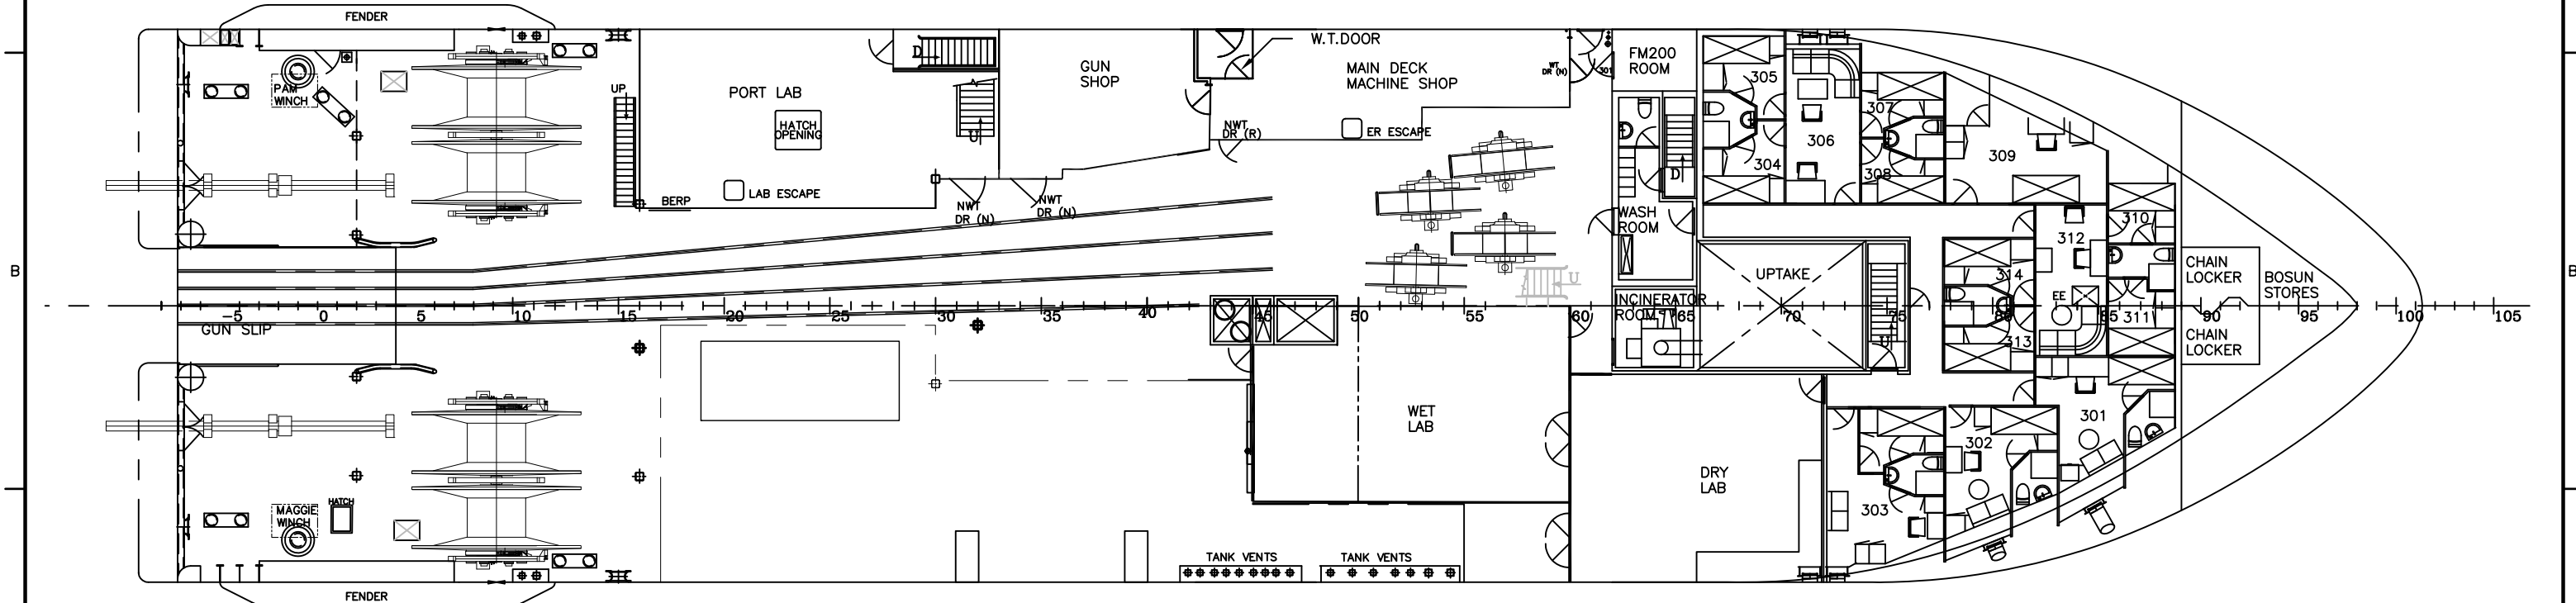 FENDER
PAM
WINCH
UP
PORT LAB
HATCH
OPENING
LAB ESCAPE
BERP
D
U
GUN
SHOP
NWT
DR (N)
NWT
DR (N)
W.T.DOOR
MAIN DECK
MACHINE SHOP
NWT
DR (R)
ER ESCAPE
WT
DR (N)
301
FM200
ROOM
WASH
ROOM
D
U
305
304
306
307
308
309
310
312
CHAIN
LOCKER
BOSUN
STORES
CHAIN
LOCKER
UPTAKE
INCINERATOR
ROOM
U
314
313
EE
311
B
B
-5 0 5 10 15 20 25 30 35 40 45 50 55 60 65 70 75 80 85 90 95 100 105
GUN SLIP
WET
LAB
DRY
LAB
301
302
303
MAGGIE
WINCH
HATCH
TANK VENTS
TANK VENTS
FENDER